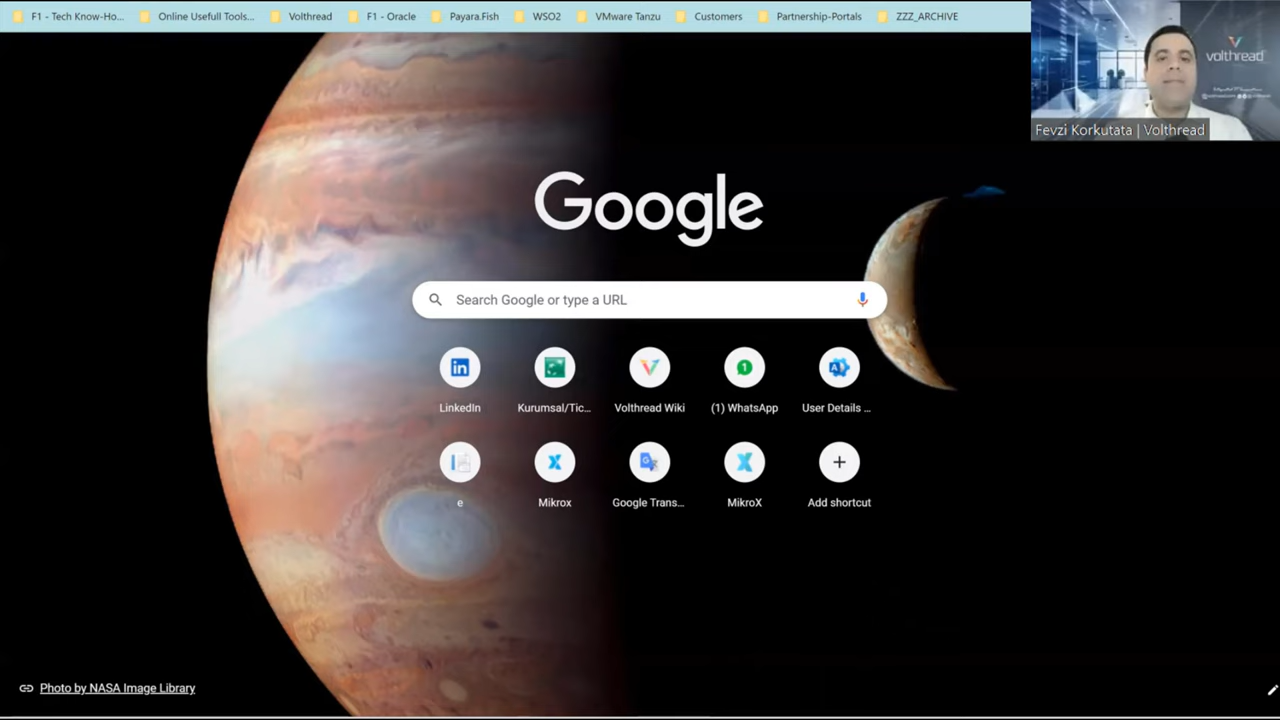 F1 - Tech Know-Ho...
Online Usefull Tools...
Volthread
F1 - Oracle
Payara.Fish
WSO2
VMware Tanzu
Customers
Partnership-Portals
ZZZ_ARCHIVE
volthread
Fevzi Korkutata | Volthread
Google
Search Google or type a URL
LinkedIn
Kurumsal/Tic...
Volthread Wiki
(1) WhatsApp
User Details ...
e
Mikrox
Google Trans...
MikroX
Add shortcut
Photo by NASA Image Library